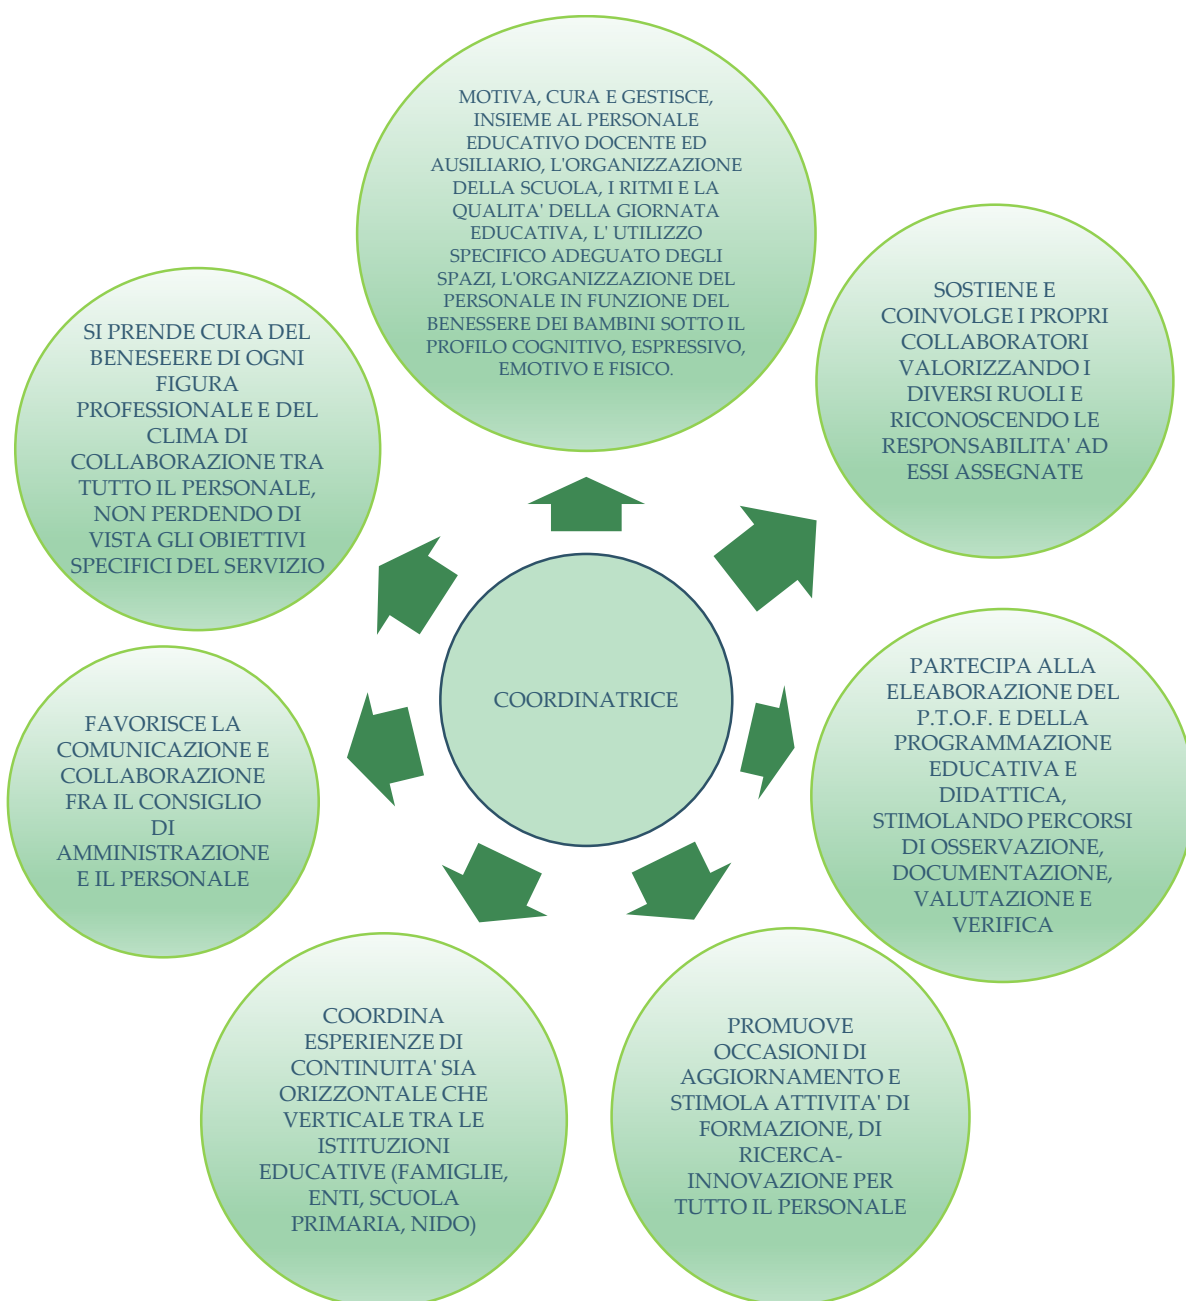 MOTIVA, CURA E GESTISCE,
INSIEME AL PERSONALE
EDUCATIVO DOCENTE ED
AUSILIARIO, L'ORGANIZZAZIONE
DELLA SCUOLA, I RITMI E LA
QUALITA' DELLA GIORNATA
EDUCATIVA, L' UTILIZZO
SPECIFICO ADEGUATO DEGLI
SPAZI, L'ORGANIZZAZIONE DEL
PERSONALE IN FUNZIONE DEL
BENESSERE DEI BAMBINI SOTTO IL
PROFILO COGNITIVO, ESPRESSIVO,
EMOTIVO E FISICO.
SOSTIENE E
COINVOLGE I PROPRI
COLLABORATORI
VALORIZZANDO I
DIVERSI RUOLI E
RICONOSCENDO LE
RESPONSABILITA' AD
ESSI ASSEGNATE
PARTECIPA ALLA
ELEABORAZIONE DEL
P.T.O.F. E DELLA
PROGRAMMAZIONE
EDUCATIVA E
DIDATTICA,
STIMOLANDO PERCORSI
DI OSSERVAZIONE,
DOCUMENTAZIONE,
VALUTAZIONE E
VERIFICA
PROMUOVE
OCCASIONI DI
AGGIORNAMENTO E
STIMOLA ATTIVITA' DI
FORMAZIONE, DI
RICERCA-
INNOVAZIONE PER
TUTTO IL PERSONALE
COORDINA
ESPERIENZE DI
CONTINUITA' SIA
ORIZZONTALE CHE
VERTICALE TRA LE
ISTITUZIONI
EDUCATIVE (FAMIGLIE,
ENTI, SCUOLA
PRIMARIA, NIDO)
FAVORISCE LA
COMUNICAZIONE E
COLLABORAZIONE
FRA IL CONSIGLIO
DI
AMMINISTRAZIONE
E IL PERSONALE
SI PRENDE CURA DEL
BENESEERE DI OGNI
FIGURA
PROFESSIONALE E DEL
CLIMA DI
COLLABORAZIONE TRA
TUTTO IL PERSONALE,
NON PERDENDO DI
VISTA GLI OBIETTIVI
SPECIFICI DEL SERVIZIO
COORDINATRICE